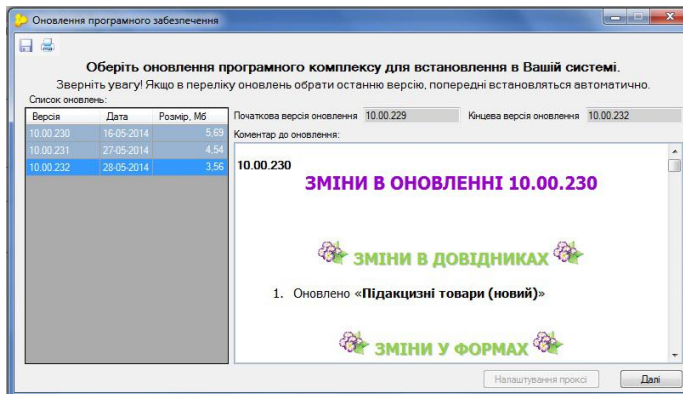 Оновлення програмного забезпечення
Оберіть оновлення програмного комплексу для встановлення в Вашій системі.
Зверніть увагу! Якщо в переліку оновлень обрати останню версію, попередні встановляться автоматично.
Список оновлень:
Версія Дата Розмір, Мб
10.00.230 16-05-2014 5,69
10.00.231 27-05-2014 4,54
10.00.232 28-05-2014 3,56
Початкова версія оновлення 10.00.229 Кінцева версія оновлення 10.00.232
Коментар до оновлення:
10.00.230
ЗМІНИ В ОНОВЛЕННІ 10.00.230
ЗМІНИ В ДОВІДНИКАХ
1. Оновлено «Підакцизні товари (новий)»
ЗМІНИ У ФОРМАХ
Налаштування проксі Далі